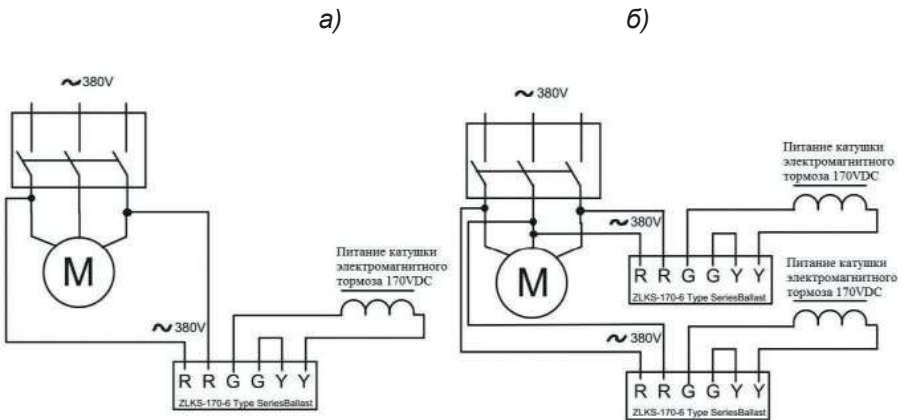 а)
б)
~380V
M
Питание катушки
электромагнитного
тормоза 170VDC
~380V
R R G G Y Y
ZLKS-170-6 Type SeriesBallast
~380V
M
Питание катушки
электромагнитного
тормоза 170VDC
~380V
R R G G Y Y
ZLKS-170-6 Type SeriesBallast
Питание катушки
электромагнитного
тормоза 170VDC
~380V
R R G G Y Y
ZLKS-170-6 Type SeriesBallast